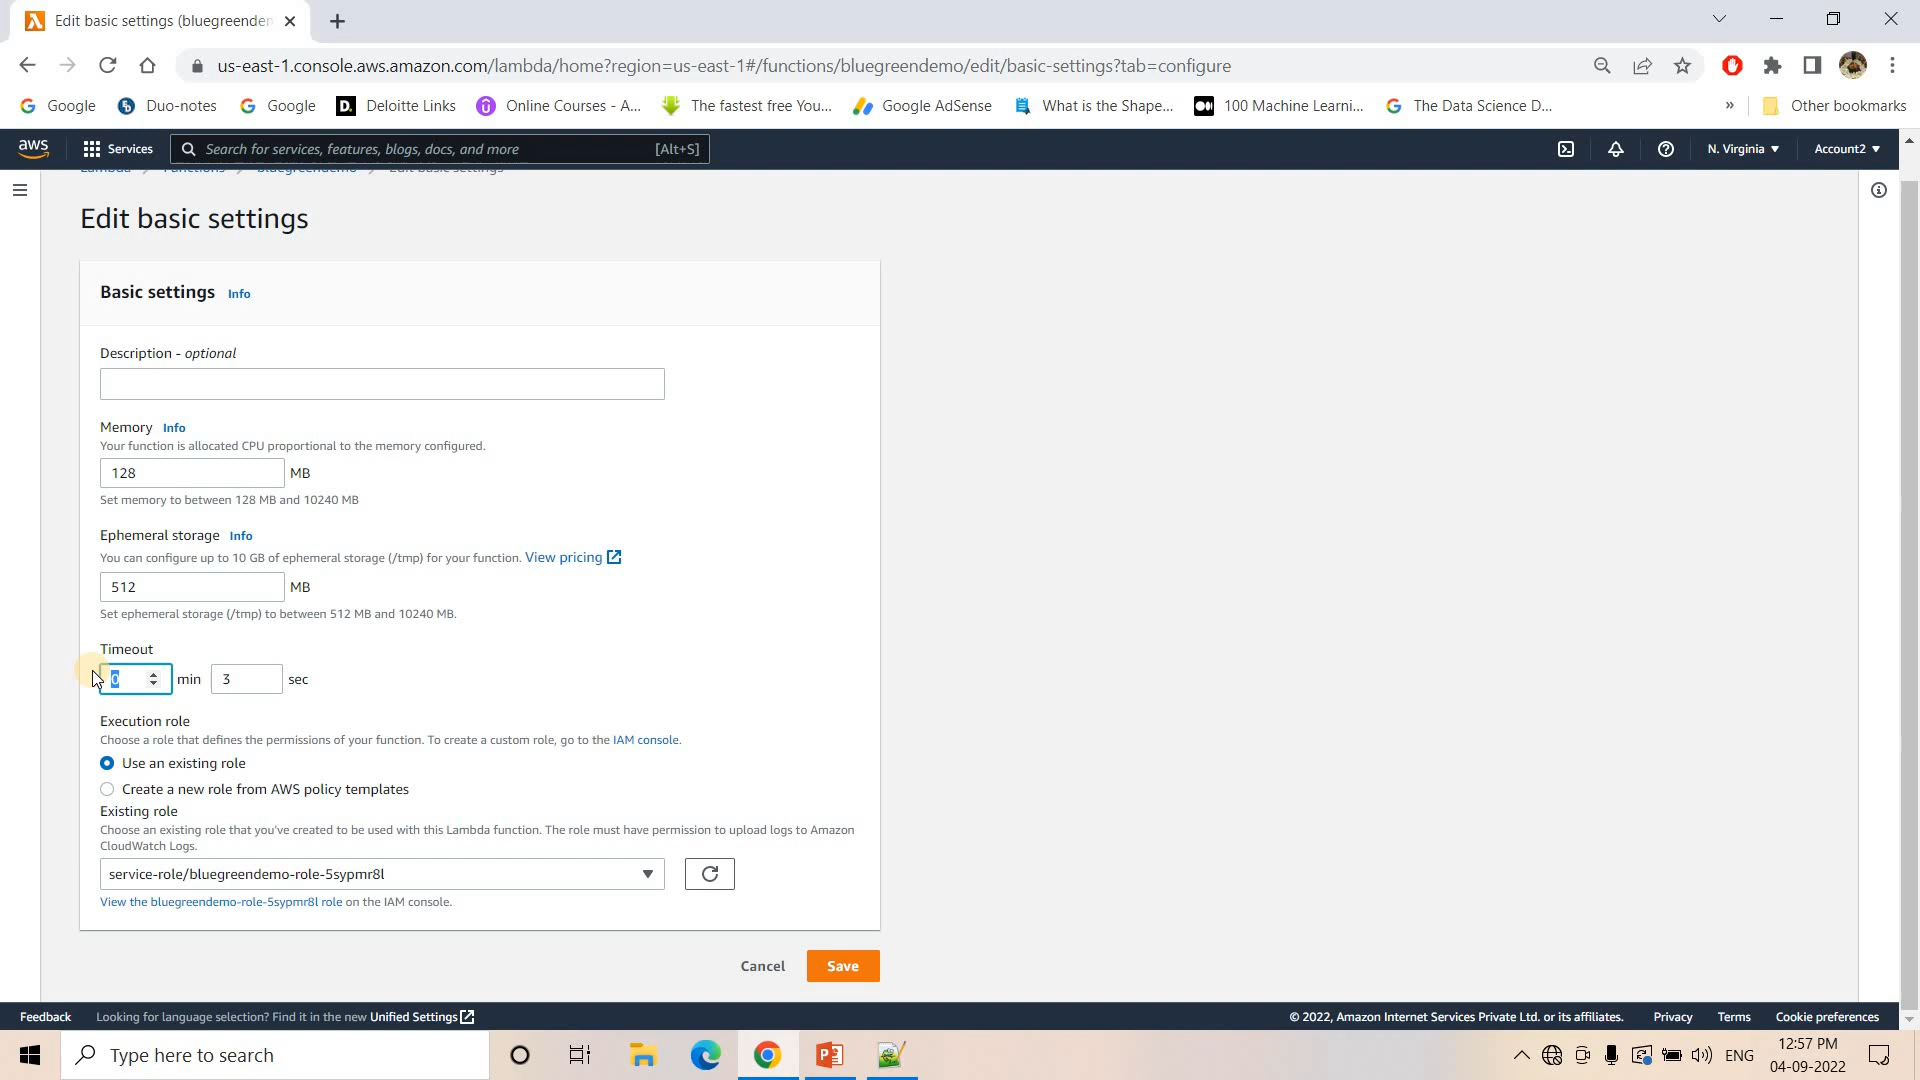 Edit basic settings (bluegreenden
us-east-1.console.aws.amazon.com/lambda/home?region=us-east-1#/functions/bluegreendemo/edit/basic-settings?tab=configure
Google Duo-notes Google D. Deloitte Links Online Courses - A... The fastest free You... Google AdSense What is the Shape... 100 Machine Learni... The Data Science D... » Other bookmarks
aws Services Search for services, features, blogs, docs, and more [Alt+S] N. Virginia Account2
Lambda Functions bluegreendemo Edit basic settings
Edit basic settings
Basic settings Info
Description - optional
Memory Info
Your function is allocated CPU proportional to the memory configured.
128 MB
Set memory to between 128 MB and 10240 MB
Ephemeral storage Info
You can configure up to 10 GB of ephemeral storage (/tmp) for your function. View pricing
512 MB
Set ephemeral storage (/tmp) to between 512 MB and 10240 MB.
Timeout
0 min 3 sec
Execution role
Choose a role that defines the permissions of your function. To create a custom role, go to the IAM console.
Use an existing role
Create a new role from AWS policy templates
Existing role
Choose an existing role that you've created to be used with this Lambda function. The role must have permission to upload logs to Amazon
CloudWatch Logs.
service-role/bluegreendemo-role-5sypmr8l
View the bluegreendemo-role-5sypmr8l role on the IAM console.
Cancel Save
Feedback Looking for language selection? Find it in the new Unified Settings © 2022, Amazon Internet Services Private Ltd. or its affiliates. Privacy Terms Cookie preferences
Type here to search ENG 12:57 PM
04-09-2022